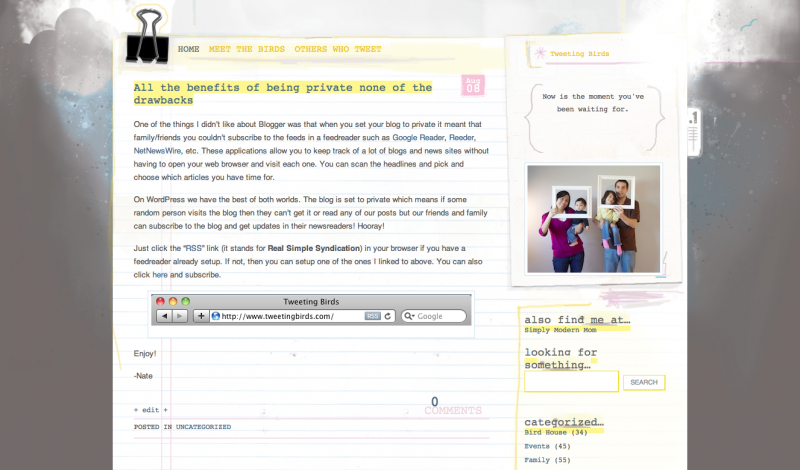 HOME MEET THE BIRDS OTHERS WHO TWEET
All the benefits of being private none of the
drawbacks
Aug
08
One of the things I didn't like about Blogger was that when you set your blog to private it meant that
family/friends you couldn't subscribe to the feeds in a feedreader such as Google Reader, Reeder,
NetNewsWire, etc. These applications allow you to keep track of a lot of blogs and news sites without
having to open your web browser and visit each one. You can scan the headlines and pick and
choose which articles you have time for.
On WordPress we have the best of both worlds. The blog is set to private which means if some
random person visits the blog then they can't get it or read any of our posts but our friends and family
can subscribe to the blog and get updates in their newsreaders! Hooray!
Just click the "RSS" link (it stands for Real Simple Syndication) in your browser if you have a
feedreader already setup. If not, then you can setup one of the ones I linked to above. You can also
click here and subscribe.
Tweeting Birds
http://www.tweetingbirds.com/ RSS Google
Enjoy!
-Nate
+ edit +
0
COMMENTS
POSTED IN UNCATEGORIZED
Tweeting Birds
Now is the moment you've
been waiting for.
.1
also find me at…
Simply Modern Mom
looking for
something…
SEARCH
categorized…
Bird House (34)
Events (45)
Family (55)